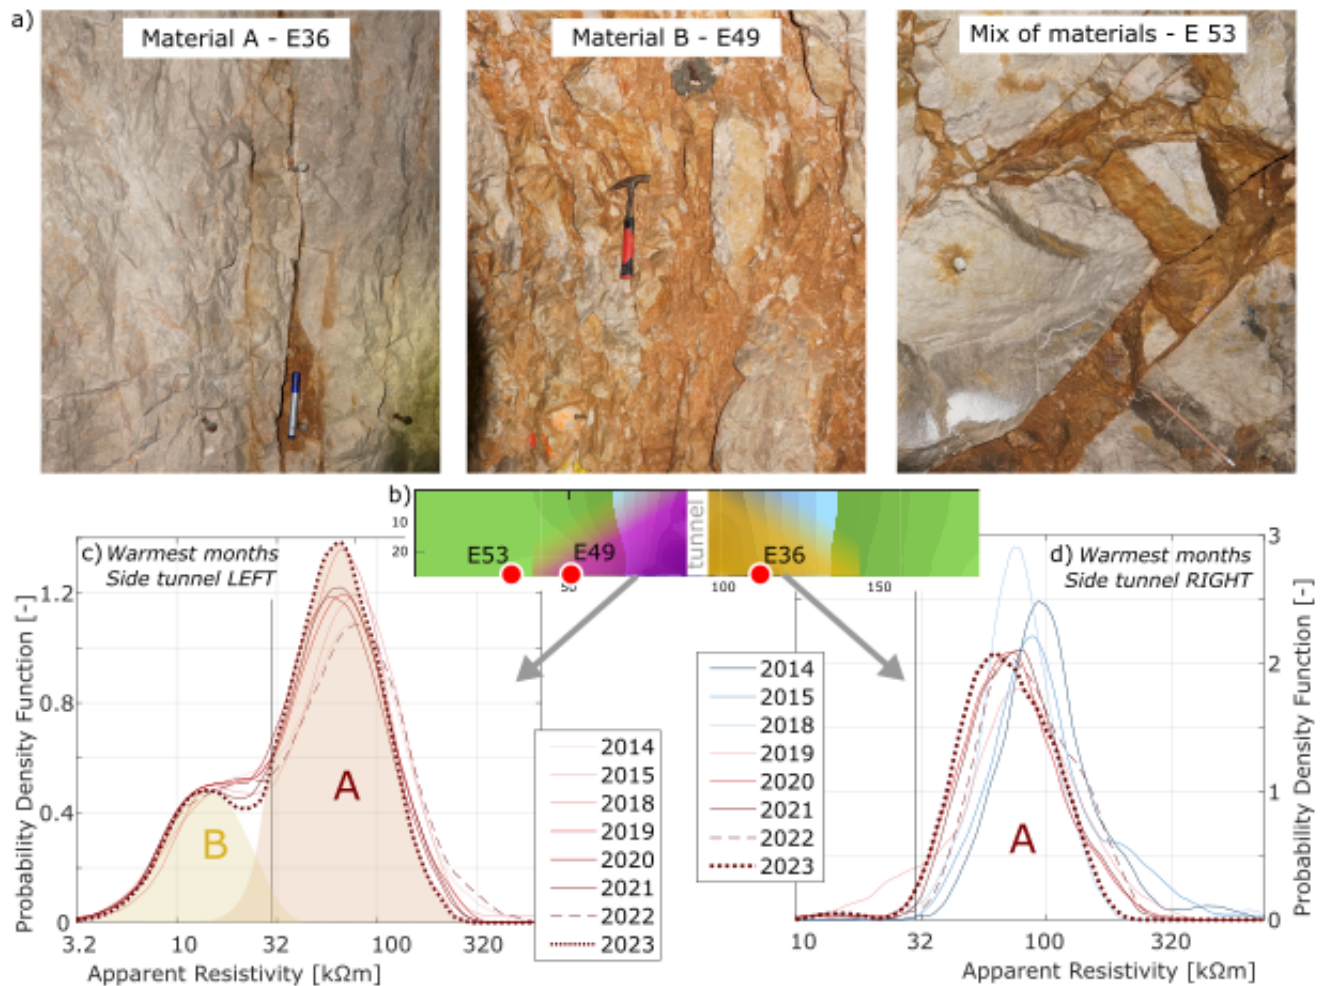 a)
Material A - E36
Material B - E49
Mix of materials - E 53
b)
10
20
E53
E49
tunnel
E36
50
100
150
c) Warmest months
Side tunnel LEFT
d) Warmest months
Side tunnel RIGHT
Probability Density Function [-]
1.2
0.8
0.4
0
B
A
3.2
10
32
100
320
Apparent Resistivity [kΩm]
2014
2015
2018
2019
2020
2021
2022
2023
2014
2015
2018
2019
2020
2021
2022
2023
A
3
2
1
0
Probability Density Function [-]
10
32
100
320
Apparent Resistivity [kΩm]